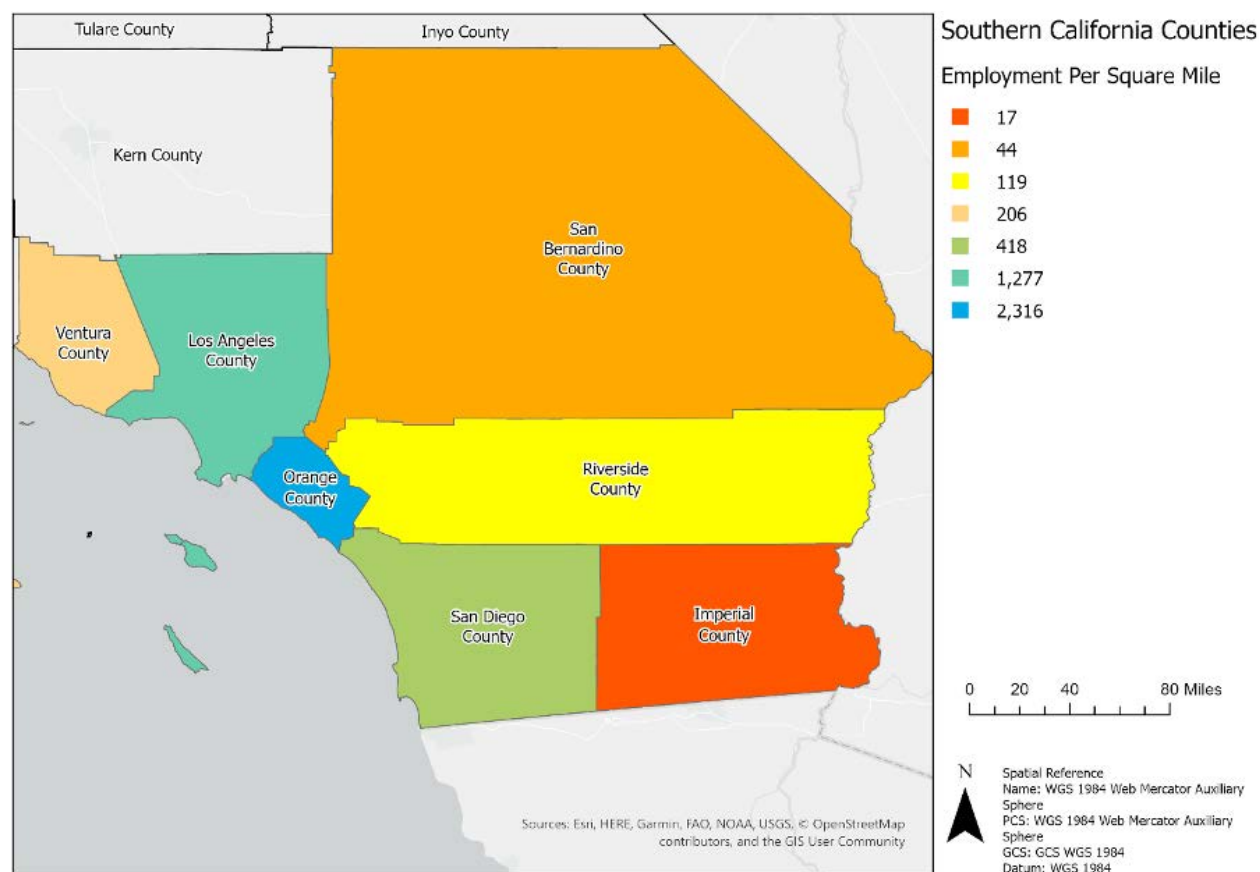 Tulare County
Inyo County
Kern County
San
Bernardino
County
Ventura
County
Los Angeles
County
Orange
County
Riverside
County
San Diego
County
Imperial
County
Sources: Esri, HERE, Garmin, FAO, NOAA, USGS, © OpenStreetMap
contributors, and the GIS User Community
Southern California Counties
Employment Per Square Mile
17
44
119
206
418
1,277
2,316
0 20 40 80 Miles
N
Spatial Reference
Name: WGS 1984 Web Mercator Auxiliary
Sphere
PCS: WGS 1984 Web Mercator Auxiliary
Sphere
GCS: GCS WGS 1984
Datum: WGS 1984